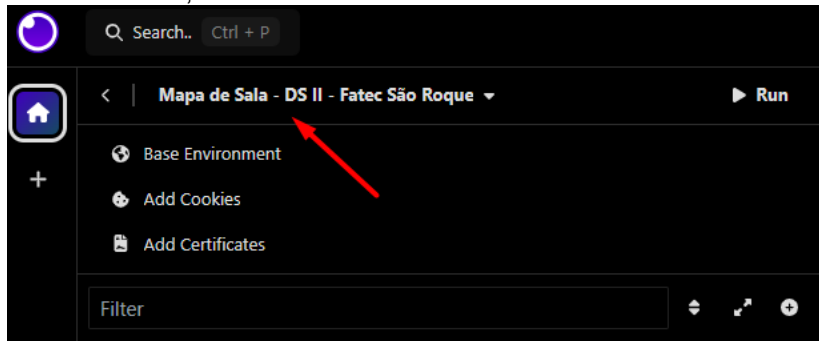 Search.. Ctrl + P
Mapa de Sala - DS II - Fatec São Roque
Run
Base Environment
Add Cookies
Add Certificates
Filter